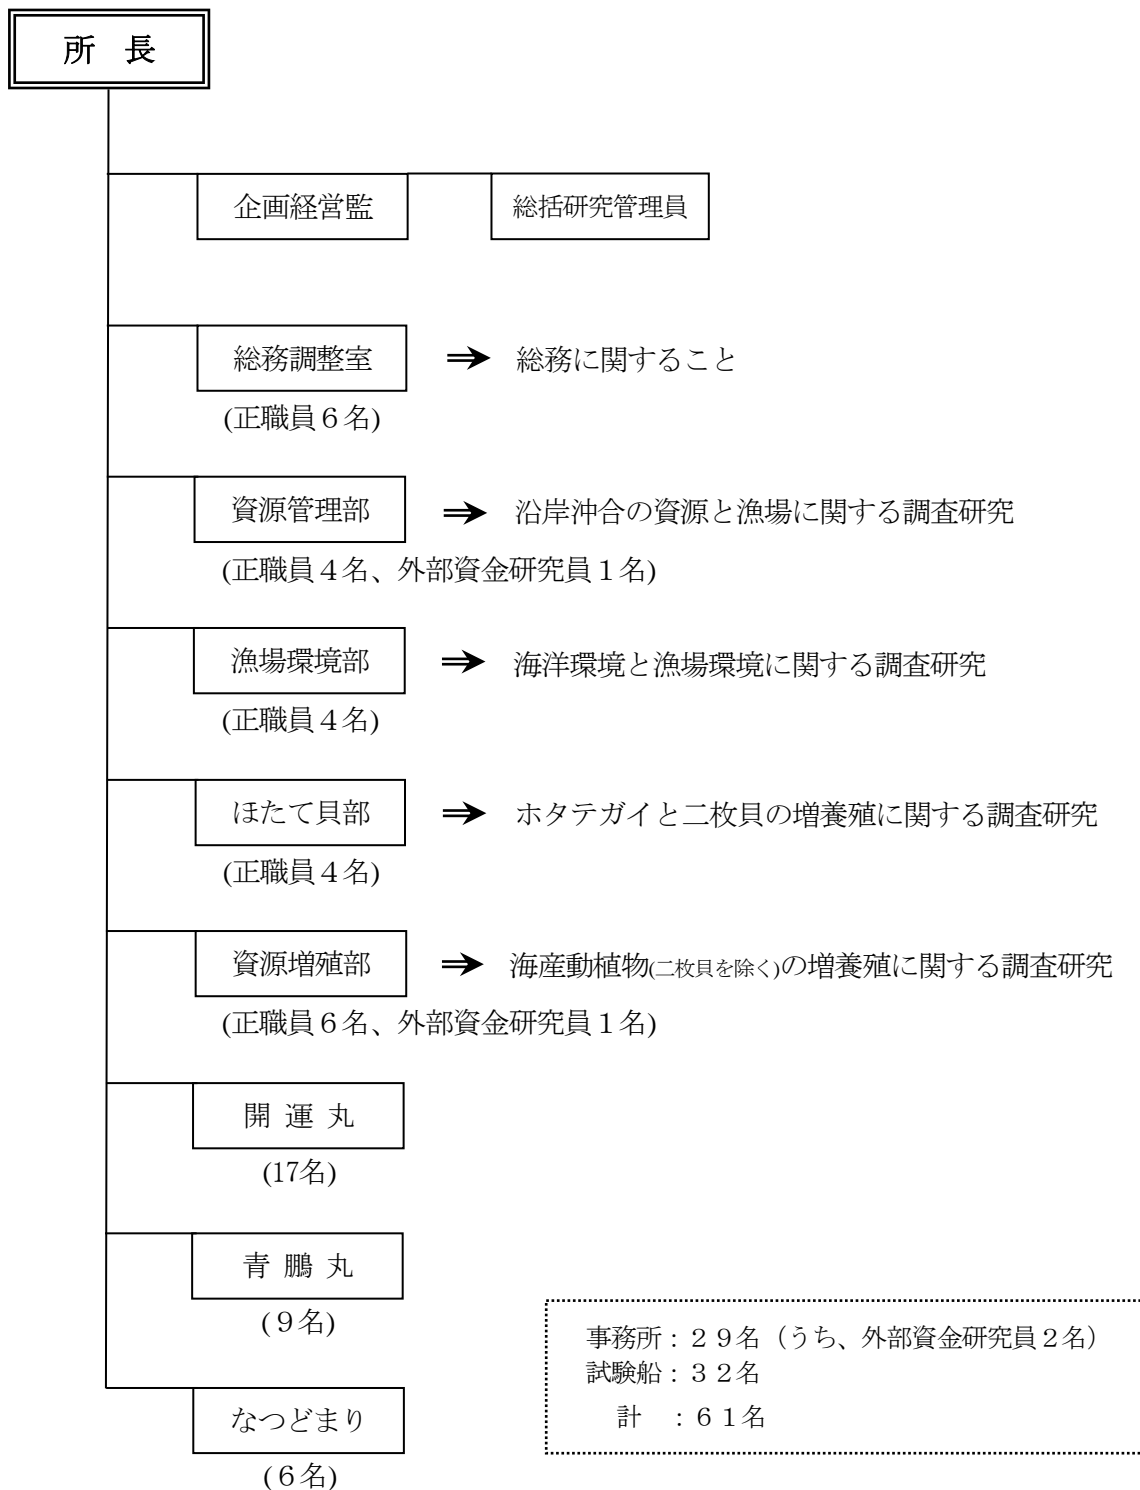 所 長
企画経営監 総括研究管理員
総務調整室 ⇒ 総務に関すること
(正職員６名)
資源管理部 ⇒ 沿岸沖合の資源と漁場に関する調査研究
(正職員４名、外部資金研究員１名)
漁場環境部 ⇒ 海洋環境と漁場環境に関する調査研究
(正職員４名)
ほたて貝部 ⇒ ホタテガイと二枚貝の増養殖に関する調査研究
(正職員４名)
資源増殖部 ⇒ 海産動植物(二枚貝を除く)の増養殖に関する調査研究
(正職員６名、外部資金研究員１名)
開 運 丸
(17名)
青 鵬 丸
(９名)
なつどまり
(６名)
事務所：２９名（うち、外部資金研究員２名）
試験船：３２名
計 ：６１名